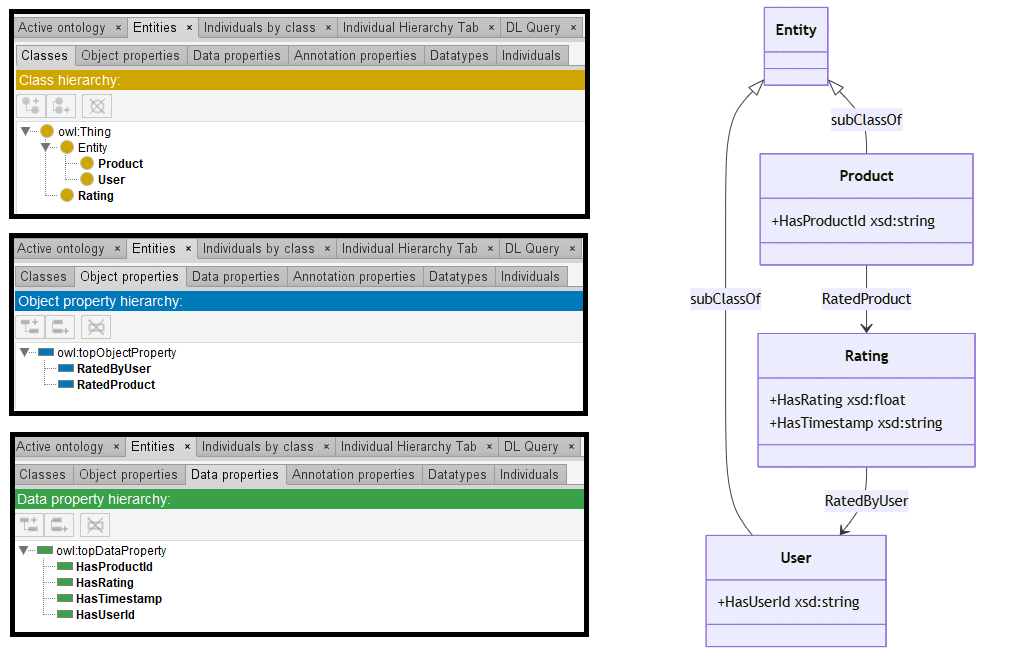 Active ontology × Entities × Individuals by class × Individual Hierarchy Tab × DL Query ×
Classes Object properties Data properties Annotation properties Datatypes Individuals
Class hierarchy:
owl:Thing
Entity
Product
User
Rating
Active ontology × Entities × Individuals by class × Individual Hierarchy Tab × DL Query ×
Classes Object properties Data properties Annotation properties Datatypes Individuals
Object property hierarchy:
owl:topObjectProperty
RatedByUser
RatedProduct
Active ontology × Entities × Individuals by class × Individual Hierarchy Tab × DL Query ×
Classes Object properties Data properties Annotation properties Datatypes Individuals
Data property hierarchy:
owl:topDataProperty
HasProductId
HasRating
HasTimestamp
HasUserId
Entity
subClassOf
Product
+HasProductId xsd:string
subClassOf
RatedProduct
Rating
+HasRating xsd:float
+HasTimestamp xsd:string
RatedByUser
User
+HasUserId xsd:string